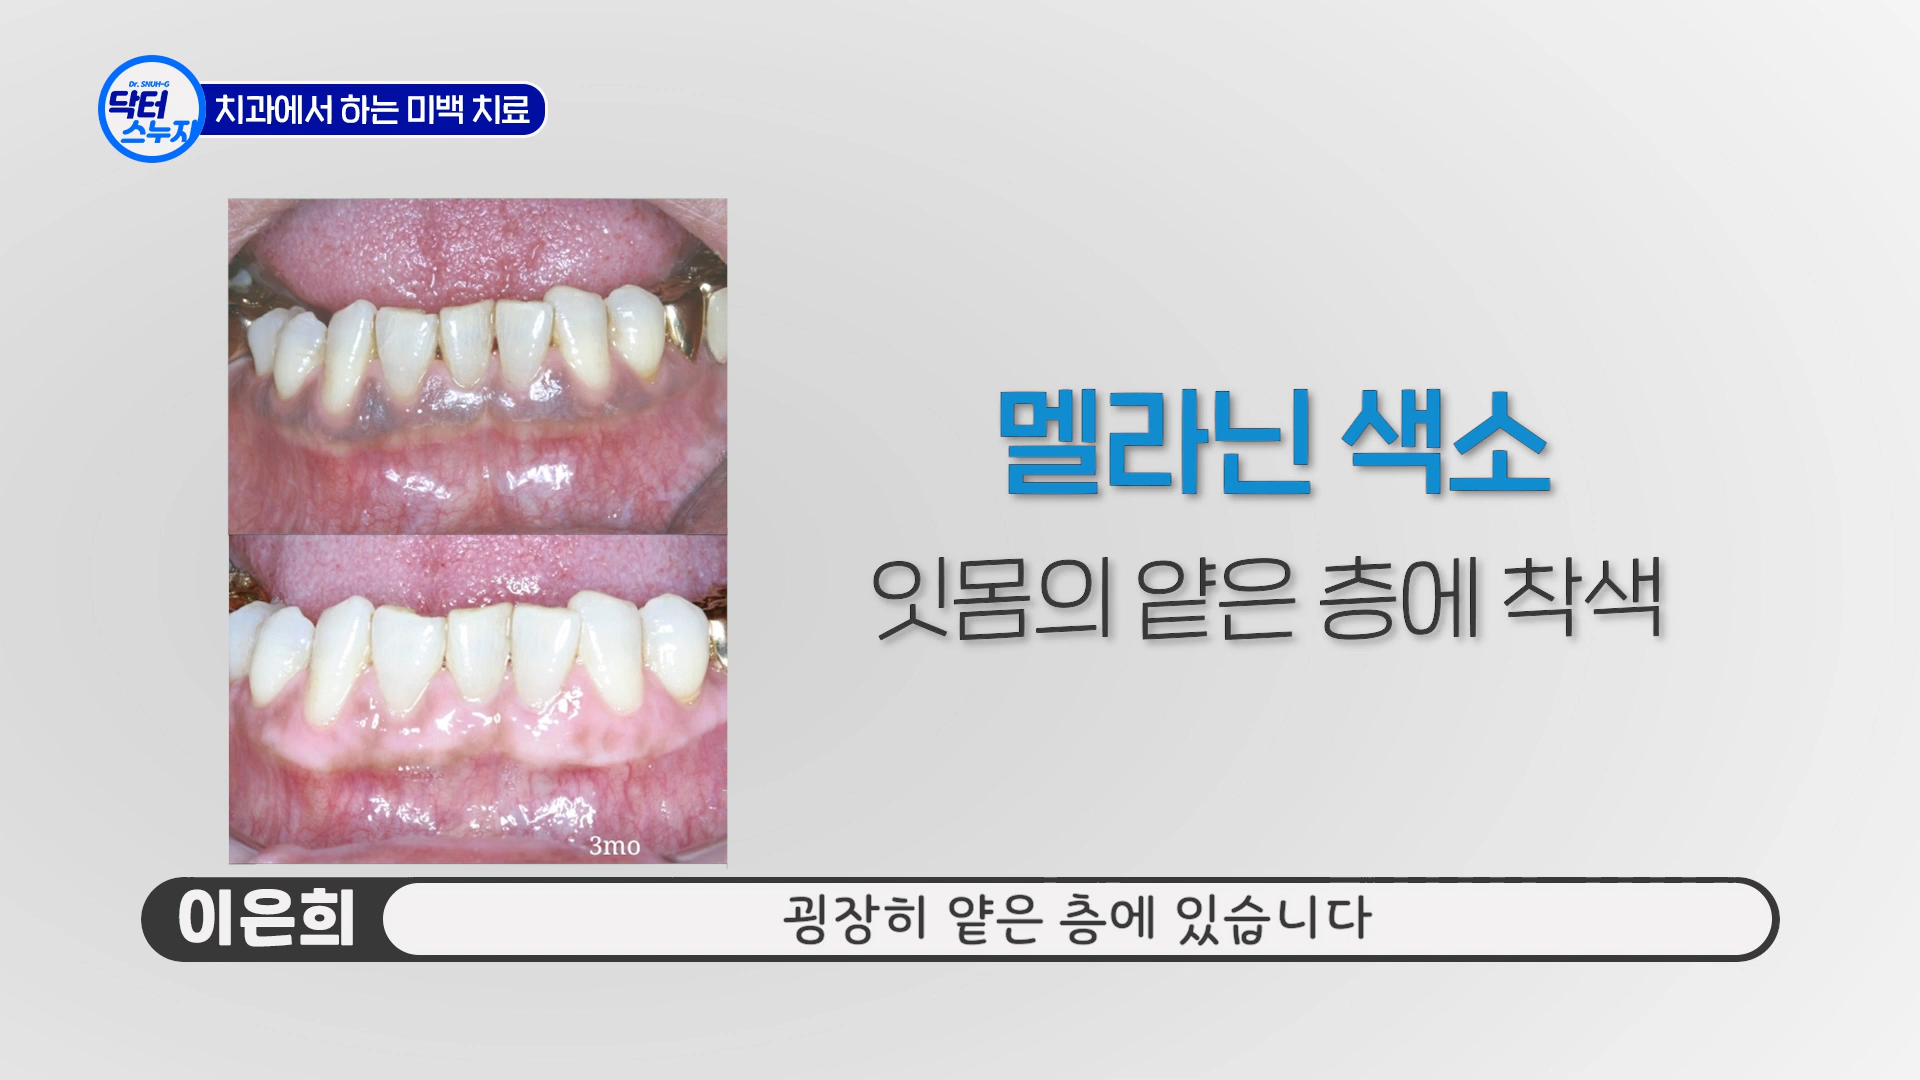 Dr. SNUH-G
닥터
스누지
치과에서 하는 미백 치료
멜라닌 색소
잇몸의 얕은 층에 착색
3mo
이은희
굉장히 얕은 층에 있습니다